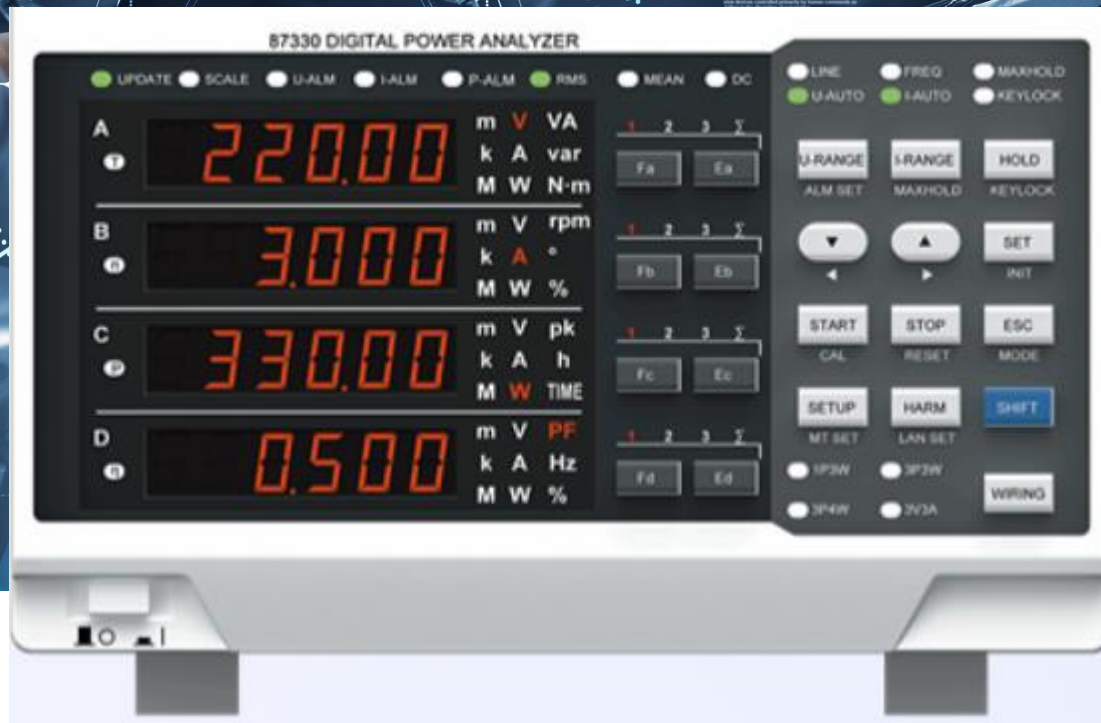 87330 DIGITAL POWER ANALYZER
UPDATE SCALE U-ALM I-ALM P-ALM RMS MEAN DC
LINE FREQ MAXHOLD
U-AUTO I-AUTO KEYLOCK
A 220.00 m V VA
T k A var
M W N·m
1 2 3 Σ
Fa Ea
U-RANGE I-RANGE HOLD
ALM SET MAXHOLD KEYLOCK
B 3.000 m V rpm
n k A °
M W %
1 2 3 Σ
Fb Eb
▼ ▲ SET
◀ ▶ INIT
C 330.00 m V pk
P k A h
M W TIME
1 2 3 Σ
Fc Ec
START STOP ESC
CAL RESET MODE
D 0.500 m V PF
k A Hz
M W %
1 2 3 Σ
Fd Ed
SETUP HARM SHIFT
MT SET LAN SET
1P3W 3P3W
WIRING
3P4W 3V3A